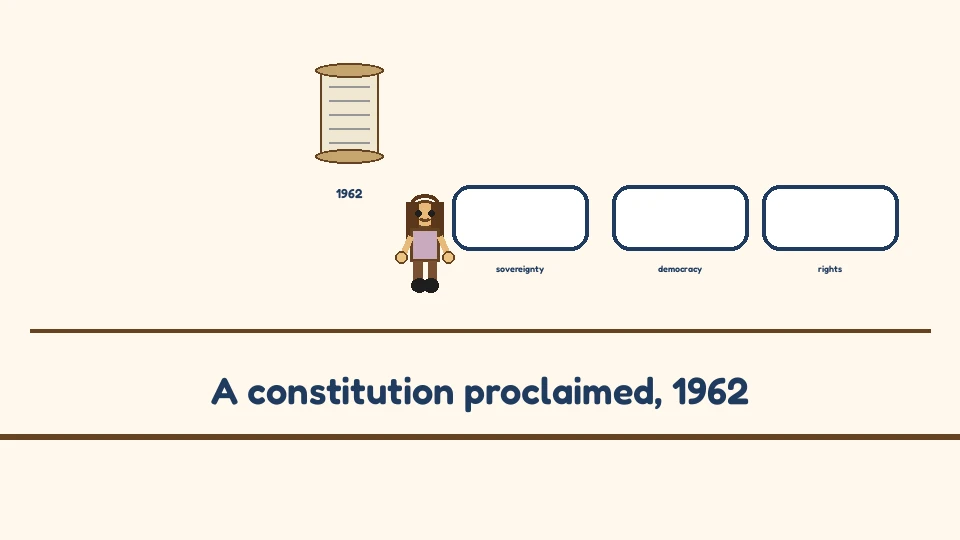 1962
sovereignty
democracy
rights
A constitution proclaimed, 1962